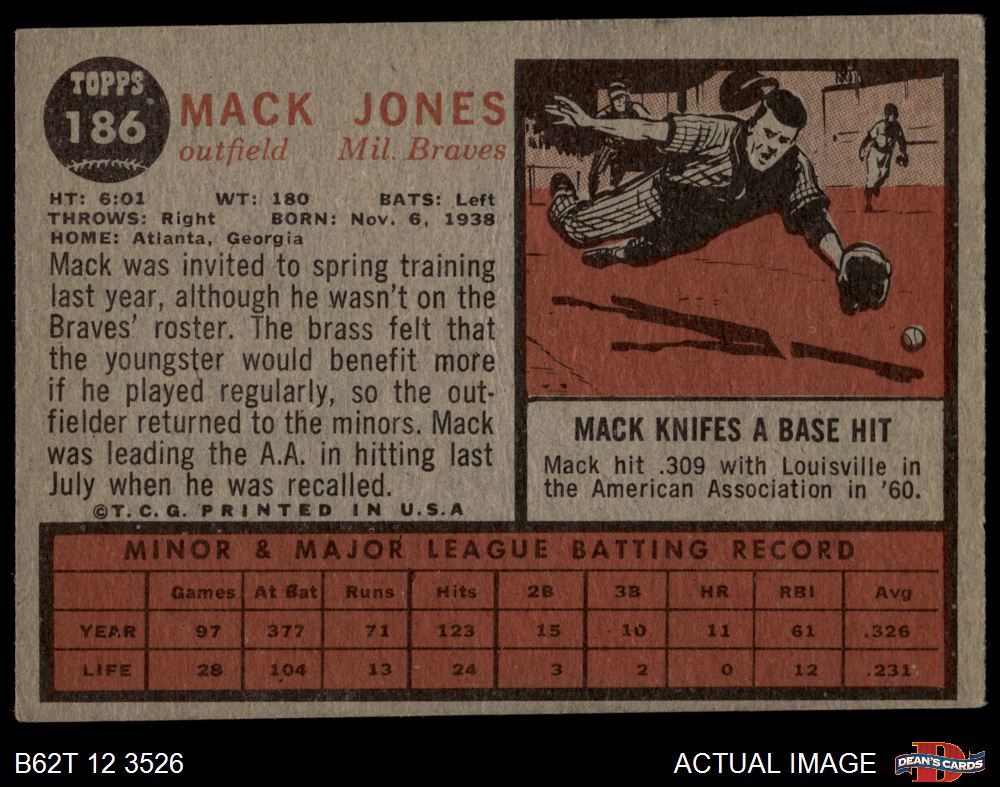 TOPPS
186
MACK JONES
outfield Mil. Braves
HT: 6:01 WT: 180 BATS: Left
THROWS: Right BORN: Nov. 6, 1938
HOME: Atlanta, Georgia
Mack was invited to spring training
last year, although he wasn't on the
Braves' roster. The brass felt that
the youngster would benefit more
if he played regularly, so the out-
fielder returned to the minors. Mack
was leading the A.A. in hitting last
July when he was recalled.
©T.C.G. PRINTED IN U.S.A
MACK KNIFES A BASE HIT
Mack hit .309 with Louisville in
the American Association in '60.
MINOR & MAJOR LEAGUE BATTING RECORD
Games At Bat Runs Hits 2B 3B HR RBI Avg
YEAR 97 377 71 123 15 10 11 61 .326
LIFE 28 104 13 24 3 2 0 12 .231
B62T 12 3526
ACTUAL IMAGE
D
DEAN'S CARDS